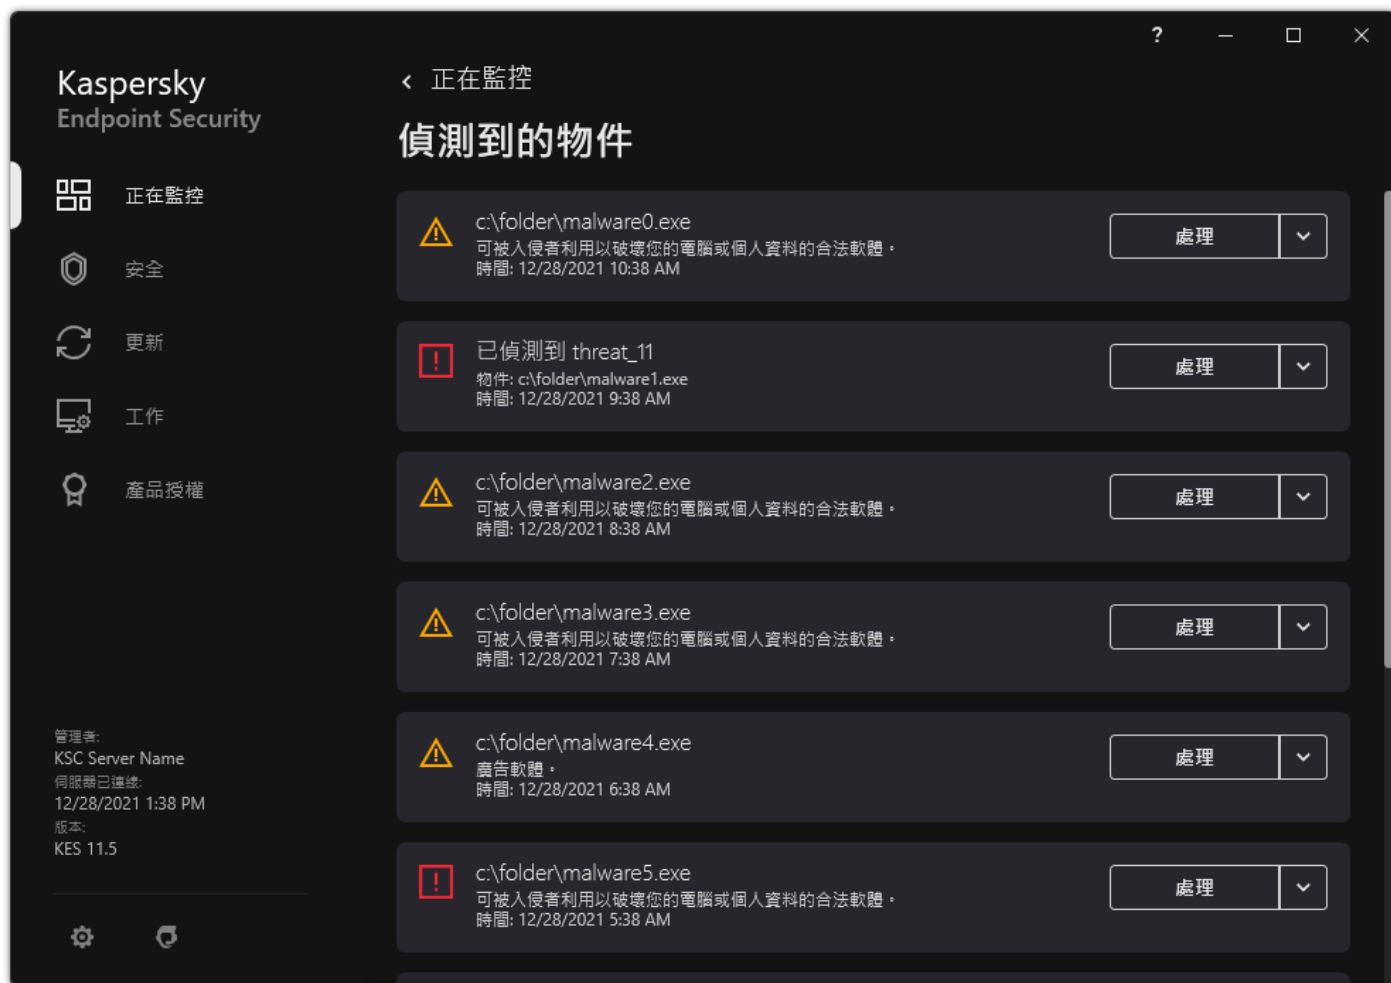 ?
Kaspersky
Endpoint Security
正在監控
安全
更新
工作
產品授權
管理者:
KSC Server Name
伺服器已連線:
12/28/2021 1:38 PM
版本:
KES 11.5
正在監控
偵測到的物件
c:\folder\malware0.exe
可被入侵者利用以破壞您的電腦或個人資料的合法軟體。
時間: 12/28/2021 10:38 AM
處理
已偵測到 threat_11
物件: c:\folder\malware1.exe
時間: 12/28/2021 9:38 AM
處理
c:\folder\malware2.exe
可被入侵者利用以破壞您的電腦或個人資料的合法軟體。
時間: 12/28/2021 8:38 AM
處理
c:\folder\malware3.exe
可被入侵者利用以破壞您的電腦或個人資料的合法軟體。
時間: 12/28/2021 7:38 AM
處理
c:\folder\malware4.exe
廣告軟體。
時間: 12/28/2021 6:38 AM
處理
c:\folder\malware5.exe
可被入侵者利用以破壞您的電腦或個人資料的合法軟體。
時間: 12/28/2021 5:38 AM
處理